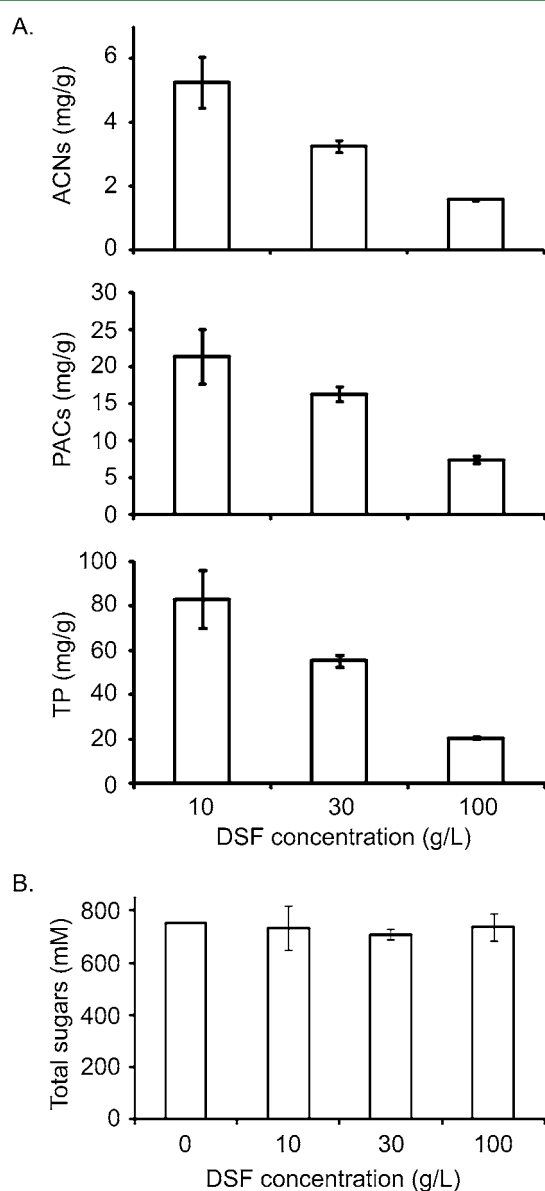 A.
ACNs (mg/g)
6
4
2
0
PACs (mg/g)
30
25
20
15
10
5
0
TP (mg/g)
100
80
60
40
20
0
10 30 100
DSF concentration (g/L)
B.
Total sugars (mM)
800
600
400
200
0
0 10 30 100
DSF concentration (g/L)